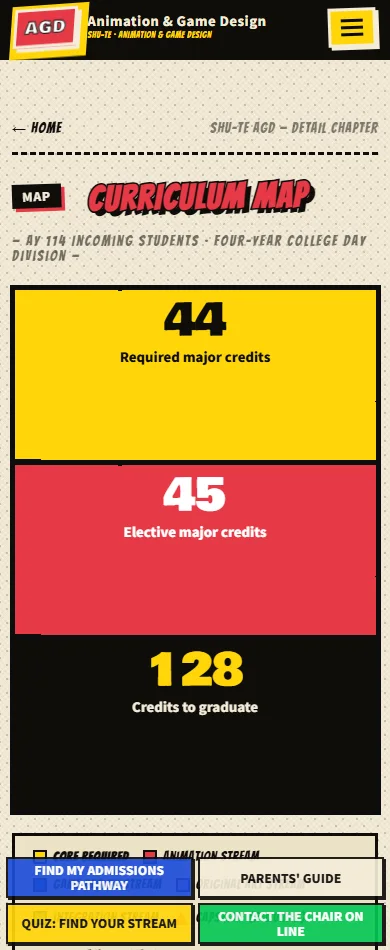 AGD
Animation & Game Design
SHU-TE · ANIMATION & GAME DESIGN
← HOME
SHU-TE AGD — DETAIL CHAPTER
MAP
CURRICULUM MAP
— AY 114 INCOMING STUDENTS · FOUR-YEAR COLLEGE DAY
DIVISION —
44
Required major credits
45
Elective major credits
128
Credits to graduate
CORE REQUIRED
ANIMATION STREAM
FIND MY ADMISSIONS
PATHWAY
PARENTS' GUIDE
QUIZ: FIND YOUR STREAM
CONTACT THE CHAIR ON
LINE